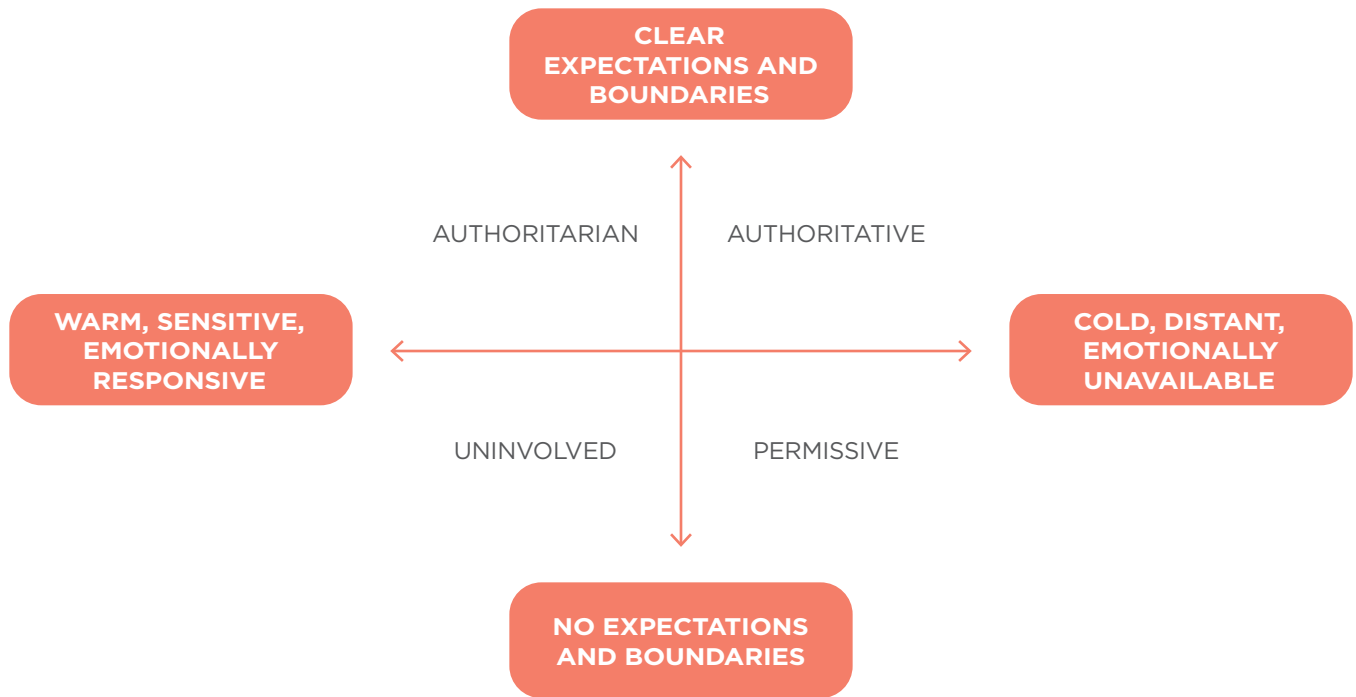 CLEAR
EXPECTATIONS AND
BOUNDARIES
AUTHORITARIAN
AUTHORITATIVE
WARM, SENSITIVE,
EMOTIONALLY
RESPONSIVE
COLD, DISTANT,
EMOTIONALLY
UNAVAILABLE
UNINVOLVED
PERMISSIVE
NO EXPECTATIONS
AND BOUNDARIES